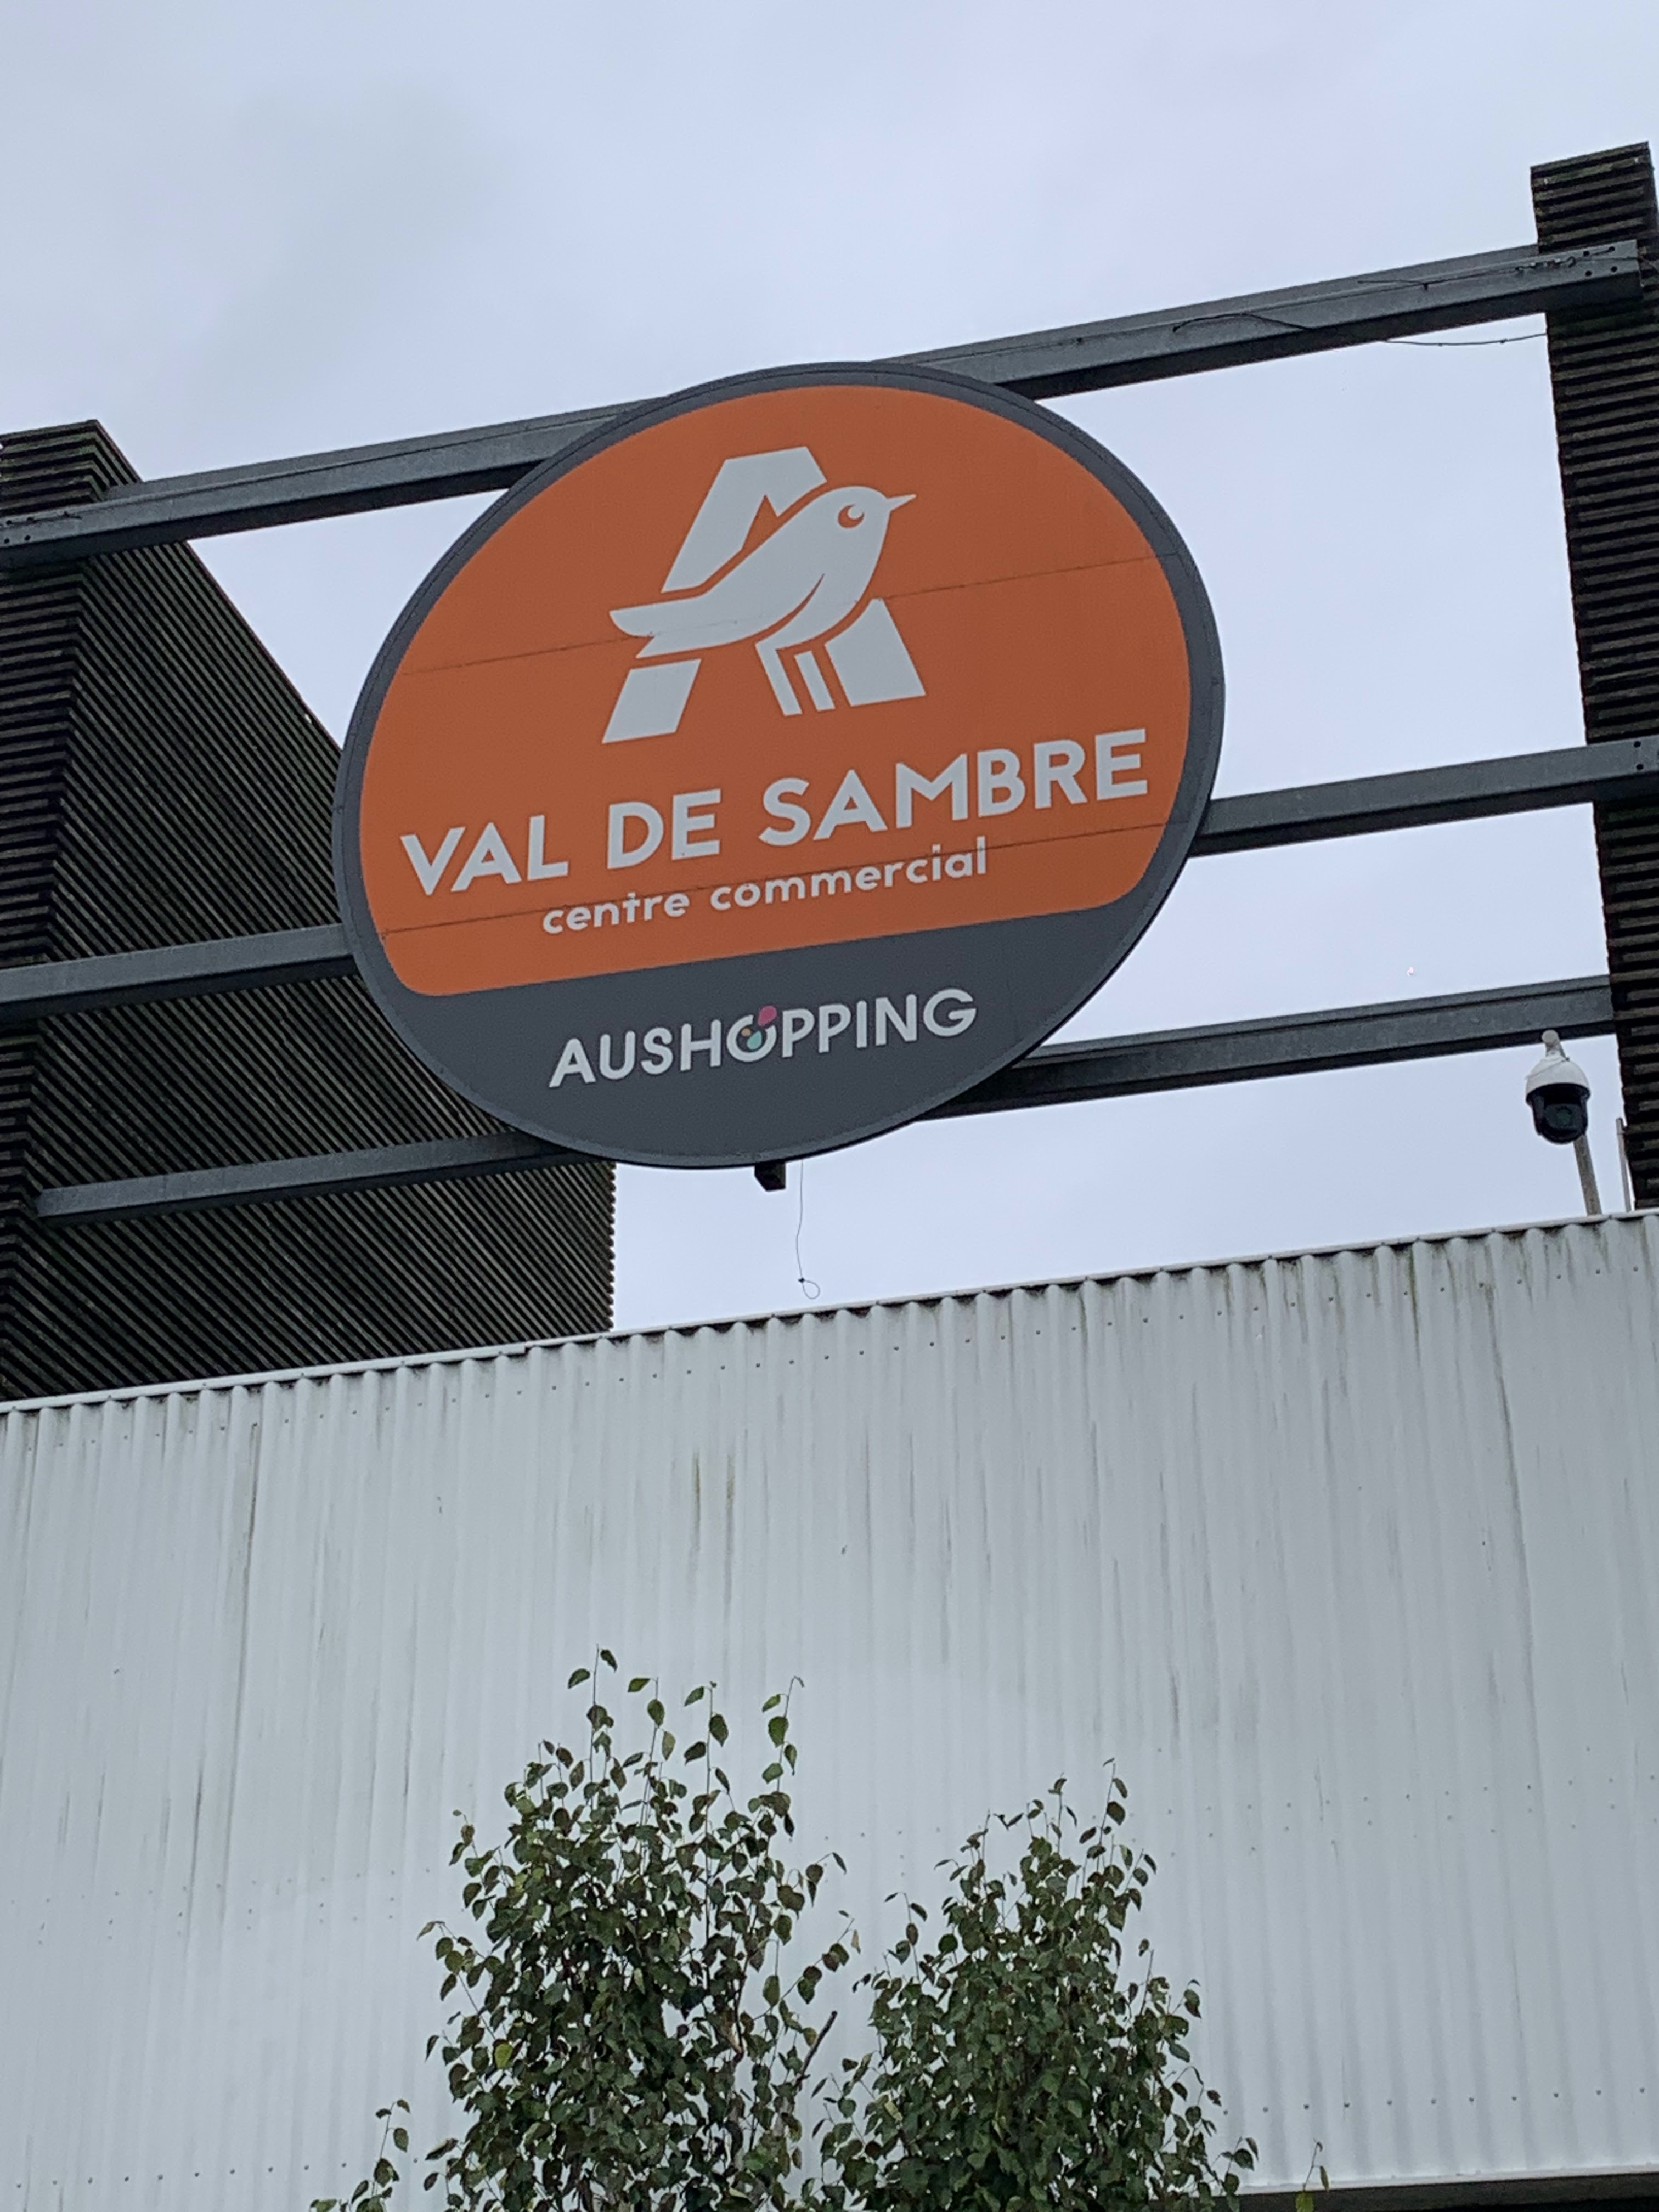 VAL DE SAMBRE
centre commercial
AUSHOPPING